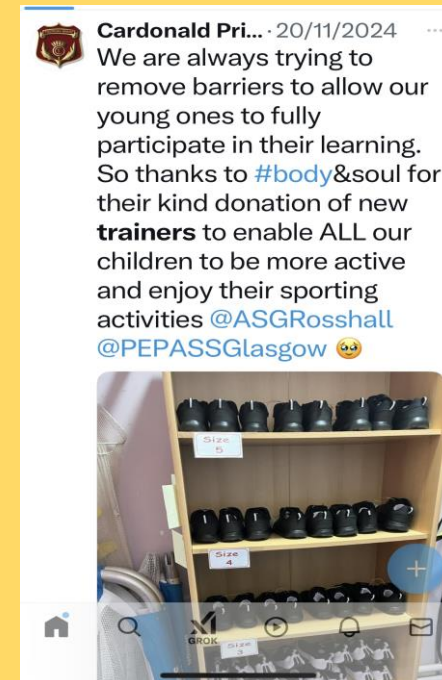 Cardonald Pri... · 20/11/2024 ...
We are always trying to
remove barriers to allow our
young ones to fully
participate in their learning.
So thanks to #body&soul for
their kind donation of new
trainers to enable ALL our
children to be more active
and enjoy their sporting
activities @ASGRosshall
@PEPASSGlasgow 🥹
Size
5
Size
4
Size
3
GROK